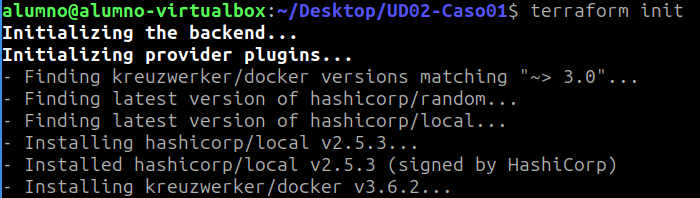 alumno@alumno-virtualbox:~/Desktop/UD02-Caso01$ terraform init
Initializing the backend...
Initializing provider plugins...
- Finding kreuzwerker/docker versions matching "~> 3.0"...
- Finding latest version of hashicorp/random...
- Finding latest version of hashicorp/local...
- Installing hashicorp/local v2.5.3...
- Installed hashicorp/local v2.5.3 (signed by HashiCorp)
- Installing kreuzwerker/docker v3.6.2...